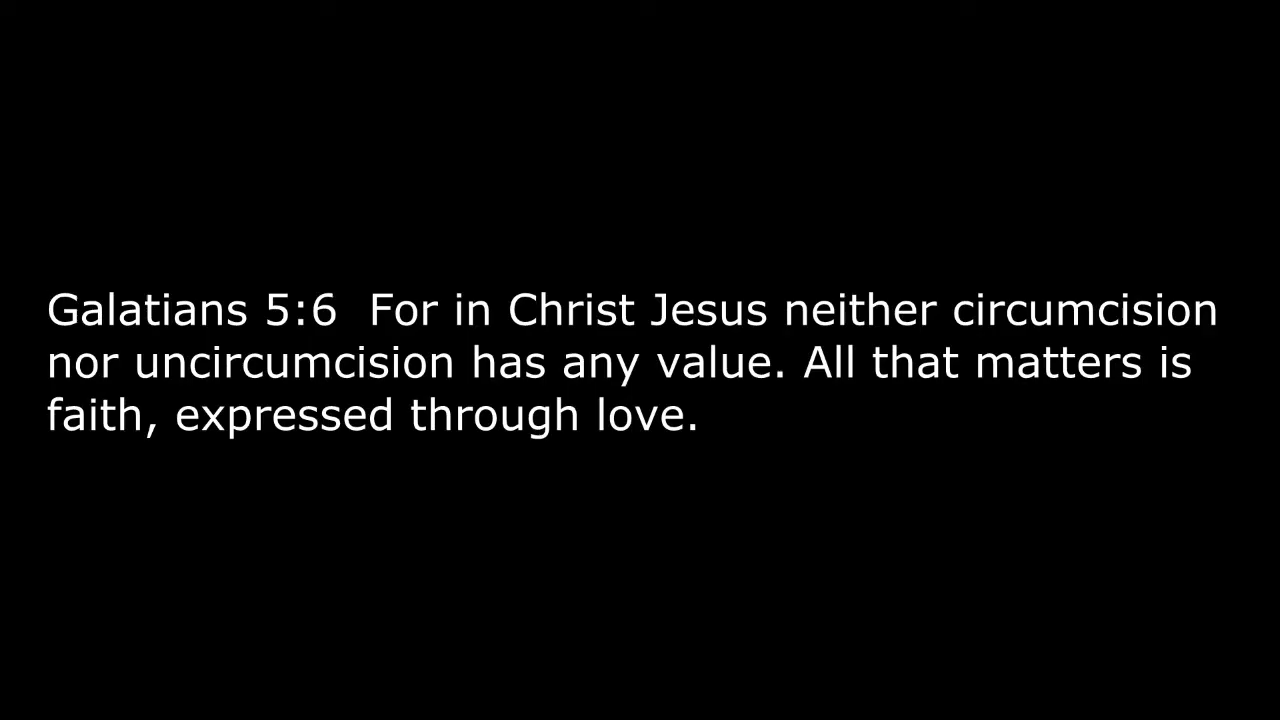 Galatians 5:6  For in Christ Jesus neither circumcision
nor uncircumcision has any value. All that matters is
faith, expressed through love.